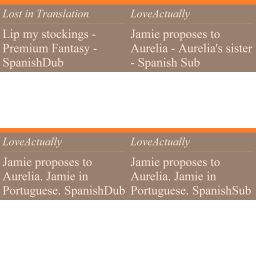 Lost in Translation
Lip my stockings -
Premium Fantasy -
SpanishDub
LoveActually
Jamie proposes to
Aurelia - Aurelia's sister
- Spanish Sub
LoveActually
Jamie proposes to
Aurelia. Jamie in
Portuguese. SpanishDub
LoveActually
Jamie proposes to
Aurelia. Jamie in
Portuguese. SpanishSub